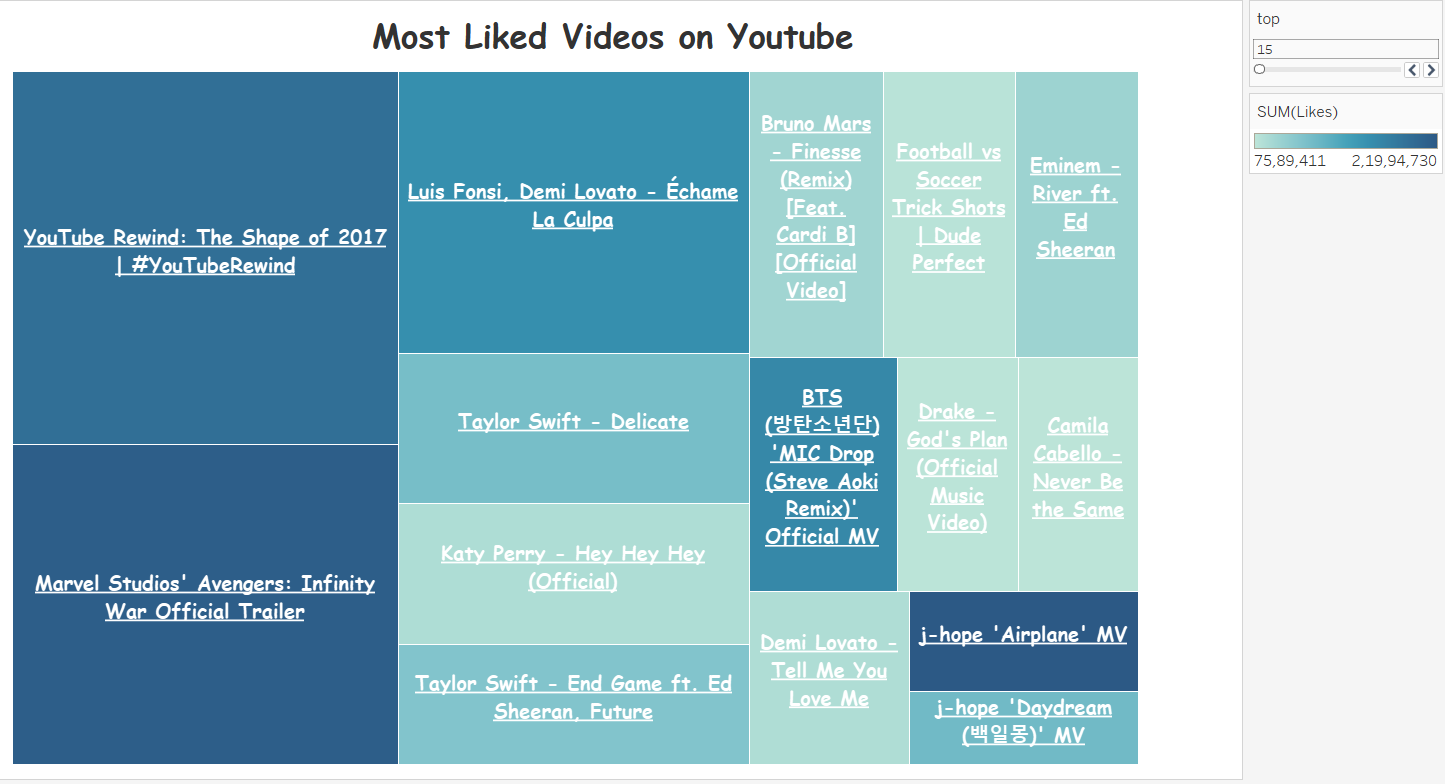 Most Liked Videos on Youtube
YouTube Rewind: The Shape of 2017
| #YouTubeRewind
Marvel Studios' Avengers: Infinity
War Official Trailer
Luis Fonsi, Demi Lovato - Échame
La Culpa
Taylor Swift - Delicate
Katy Perry - Hey Hey Hey
(Official)
Taylor Swift - End Game ft. Ed
Sheeran, Future
Bruno Mars
- Finesse
(Remix)
[Feat.
Cardi B]
[Official
Video]
Football vs
Soccer
Trick Shots
| Dude
Perfect
Eminem -
River ft.
Ed
Sheeran
BTS
(방탄소년단)
'MIC Drop
(Steve Aoki
Remix)'
Official MV
Drake -
God's Plan
(Official
Music
Video)
Camila
Cabello -
Never Be
the Same
Demi Lovato -
Tell Me You
Love Me
j-hope 'Airplane' MV
j-hope 'Daydream
(백일몽)' MV
top
15
SUM(Likes)
75,89,411 2,19,94,730